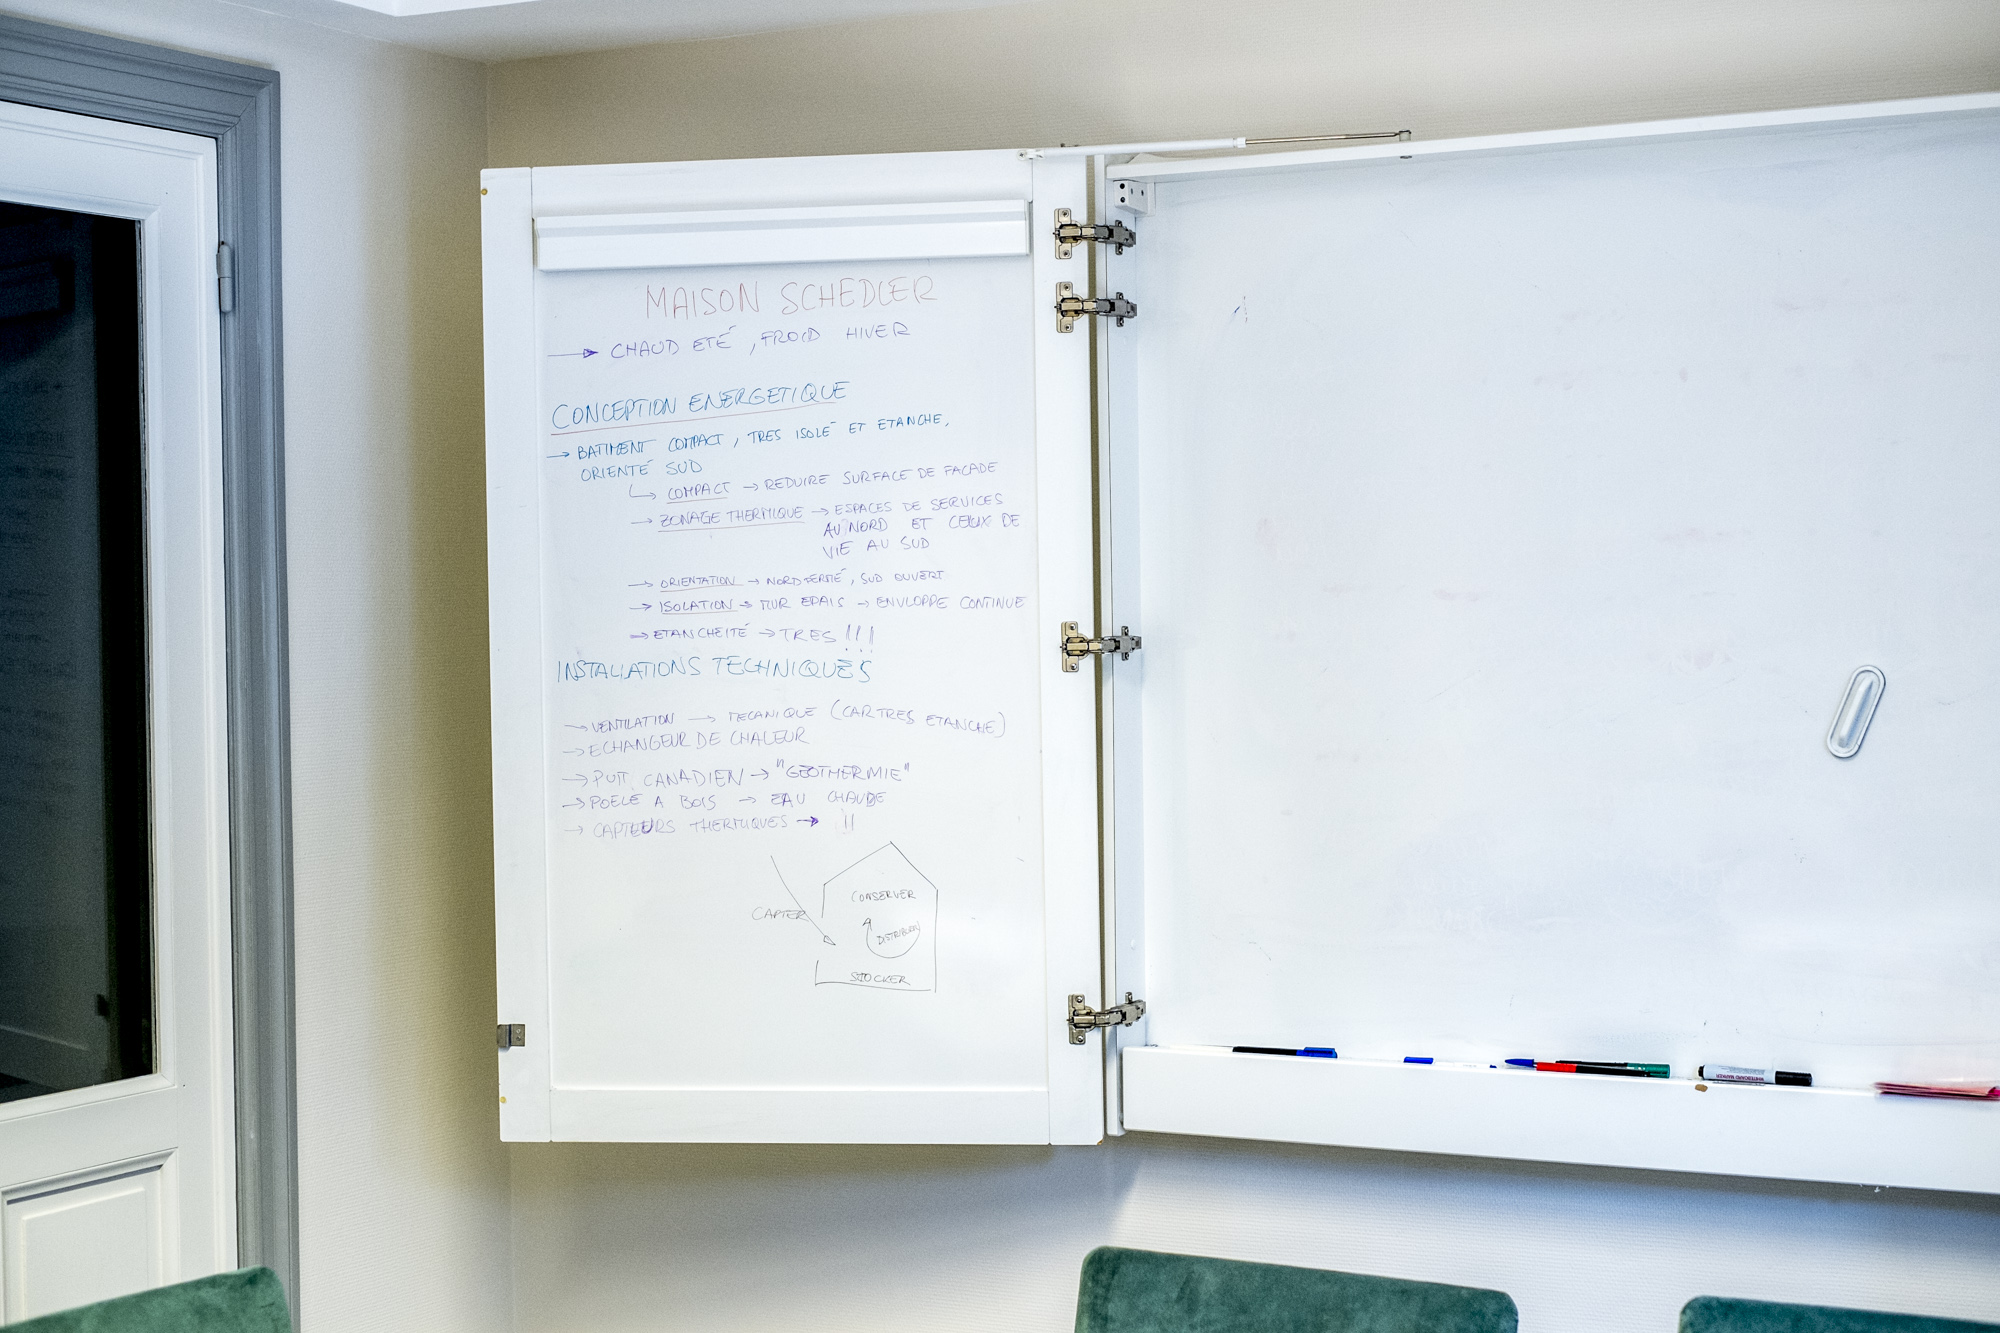 MAISON SCHEDLER
→ CHAUD ETÉ, FROID HIVER
CONCEPTION ENERGETIQUE
→ BATIMENT COMPACT, TRES ISOLÉ ET ETANCHE,
ORIENTÉ SUD
↳ COMPACT → REDUIRE SURFACE DE FACADE
→ ZONAGE THERMIQUE → ESPACES DE SERVICES
AU NORD ET CEUX DE
VIE AU SUD
→ ORIENTATION → NORD FERMÉ, SUD OUVERT
→ ISOLATION → MUR EPAIS → ENVLOPPE CONTINUE
→ ETANCHEITÉ → TRES !!!
INSTALLATIONS TECHNIQUES
→ VENTILATION → MECANIQUE (CAR TRES ETANCHE)
→ ECHANGEUR DE CHALEUR
→ PUIT CANADIEN → "GEOTHERMIE"
→ POELE A BOIS → EAU CHAUDE
→ CAPTEURS THERMIQUES → !!
CONSERVER
CAPTER
DISTRIBUER
STOCKER
WHITEBOARD MARKER